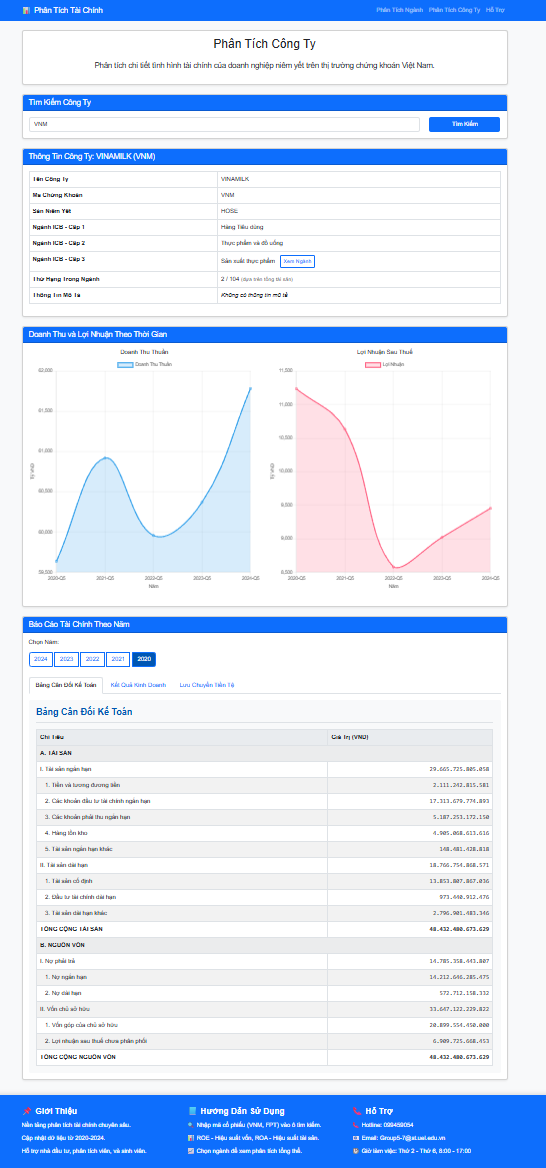 Phân Tích Tài Chính
Phân Tích Ngành Phân Tích Công Ty Hỗ Trợ
Phân Tích Công Ty
Phân tích chi tiết tình hình tài chính của doanh nghiệp niêm yết trên thị trường chứng khoán Việt Nam.
Tìm Kiếm Công Ty
VNM Tìm Kiếm
Thông Tin Công Ty: VINAMILK (VNM)
Tên Công Ty VINAMILK
Mã Chứng Khoán VNM
Sàn Niêm Yết HOSE
Ngành ICB - Cấp 1 Hàng Tiêu dùng
Ngành ICB - Cấp 2 Thực phẩm và đồ uống
Ngành ICB - Cấp 3 Sản xuất thực phẩm Xem Ngành
Thứ Hạng Trong Ngành 2 / 104 (dựa trên tổng tài sản)
Thông Tin Mô Tả Không có thông tin mô tả
Doanh Thu và Lợi Nhuận Theo Thời Gian
Doanh Thu Thuần
Doanh Thu Thuần
Tỷ VND
59,500
2020-Q5 2021-Q5 2022-Q5 2023-Q5 2024-Q5
Năm
Lợi Nhuận Sau Thuế
Lợi Nhuận
Tỷ VND
11,500
11,000
10,500
10,000
9,500
9,000
8,500
2020-Q5 2021-Q5 2022-Q5 2023-Q5 2024-Q5
Năm
Báo Cáo Tài Chính Theo Năm
Chọn Năm:
2024 2023 2022 2021 2020
Bảng Cân Đối Kế Toán Kết Quả Kinh Doanh Lưu Chuyển Tiền Tệ
Bảng Cân Đối Kế Toán
Chỉ Tiêu Giá Trị (VND)
A. TÀI SẢN
I. Tài sản ngắn hạn 29.665.725.805.058
1. Tiền và tương đương tiền 2.111.242.815.581
2. Các khoản đầu tư tài chính ngắn hạn 17.313.679.774.893
3. Các khoản phải thu ngắn hạn 5.187.253.172.150
4. Hàng tồn kho 4.905.068.613.616
5. Tài sản ngắn hạn khác 148.481.428.818
II. Tài sản dài hạn 18.766.754.868.571
1. Tài sản cố định 13.853.807.867.036
2. Đầu tư tài chính dài hạn 973.440.912.476
3. Tài sản dài hạn khác 2.796.901.483.346
TỔNG CỘNG TÀI SẢN 48.432.480.673.629
B. NGUỒN VỐN
I. Nợ phải trả 14.785.358.443.807
1. Nợ ngắn hạn 14.212.646.285.475
2. Nợ dài hạn 572.712.158.332
II. Vốn chủ sở hữu 33.647.122.229.822
1. Vốn góp của chủ sở hữu 20.899.554.450.000
2. Lợi nhuận sau thuế chưa phân phối 6.909.725.668.453
TỔNG CỘNG NGUỒN VỐN 48.432.480.673.629
Giới Thiệu
Nền tảng phân tích tài chính chuyên sâu.
Cập nhật dữ liệu từ 2020-2024.
Hỗ trợ nhà đầu tư, phân tích viên, và sinh viên.
Hướng Dẫn Sử Dụng
Nhập mã cổ phiếu (VNM, FPT) vào ô tìm kiếm.
ROE - Hiệu suất vốn, ROA - Hiệu suất tài sản.
Chọn ngành để xem phân tích tổng thể.
Hỗ Trợ
Hotline: 099459054
Email: Group5-7@st.uel.edu.vn
Giờ làm việc: Thứ 2 - Thứ 6, 8:00 - 17:00